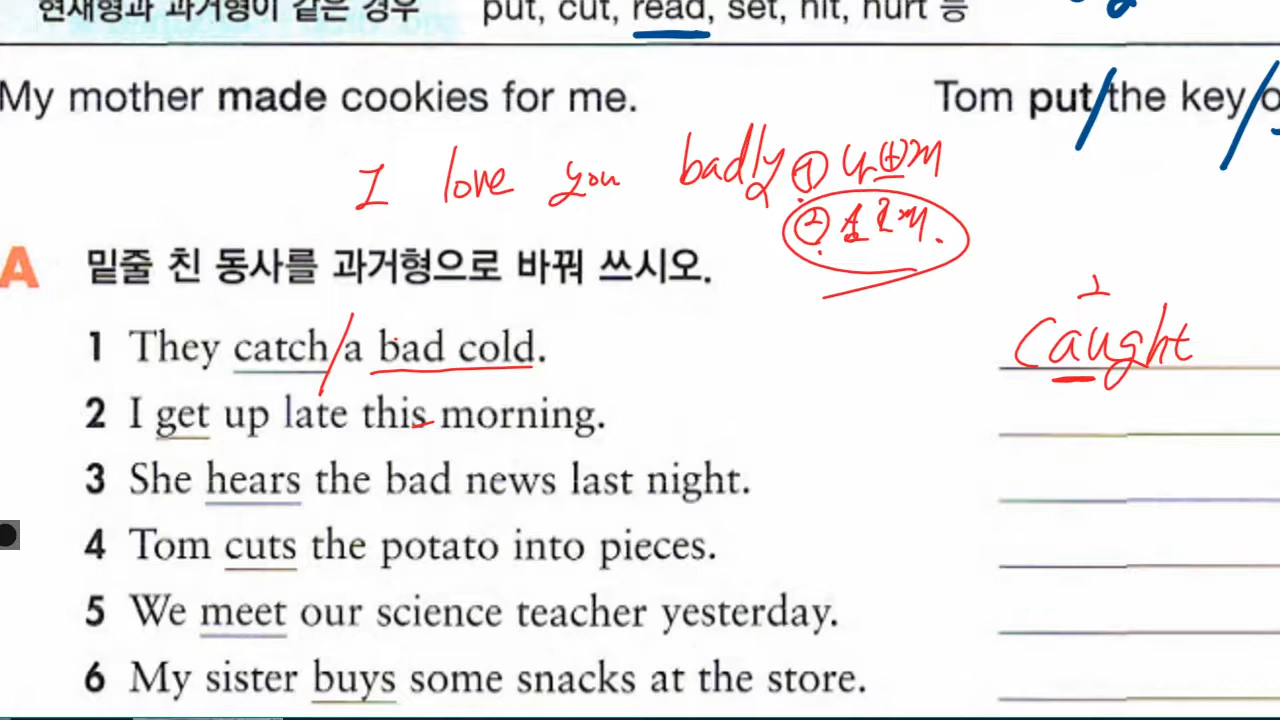 현재형과 과거형이 같은 경우 put, cut, read, set, hit, hurt 등
My mother made cookies for me. Tom put the key
I love you badly ① 나쁘게
②
A 밑줄 친 동사를 과거형으로 바꿔 쓰시오.
1 They catch a bad cold. caught
2 I get up late this morning.
3 She hears the bad news last night.
4 Tom cuts the potato into pieces.
5 We meet our science teacher yesterday.
6 My sister buys some snacks at the store.